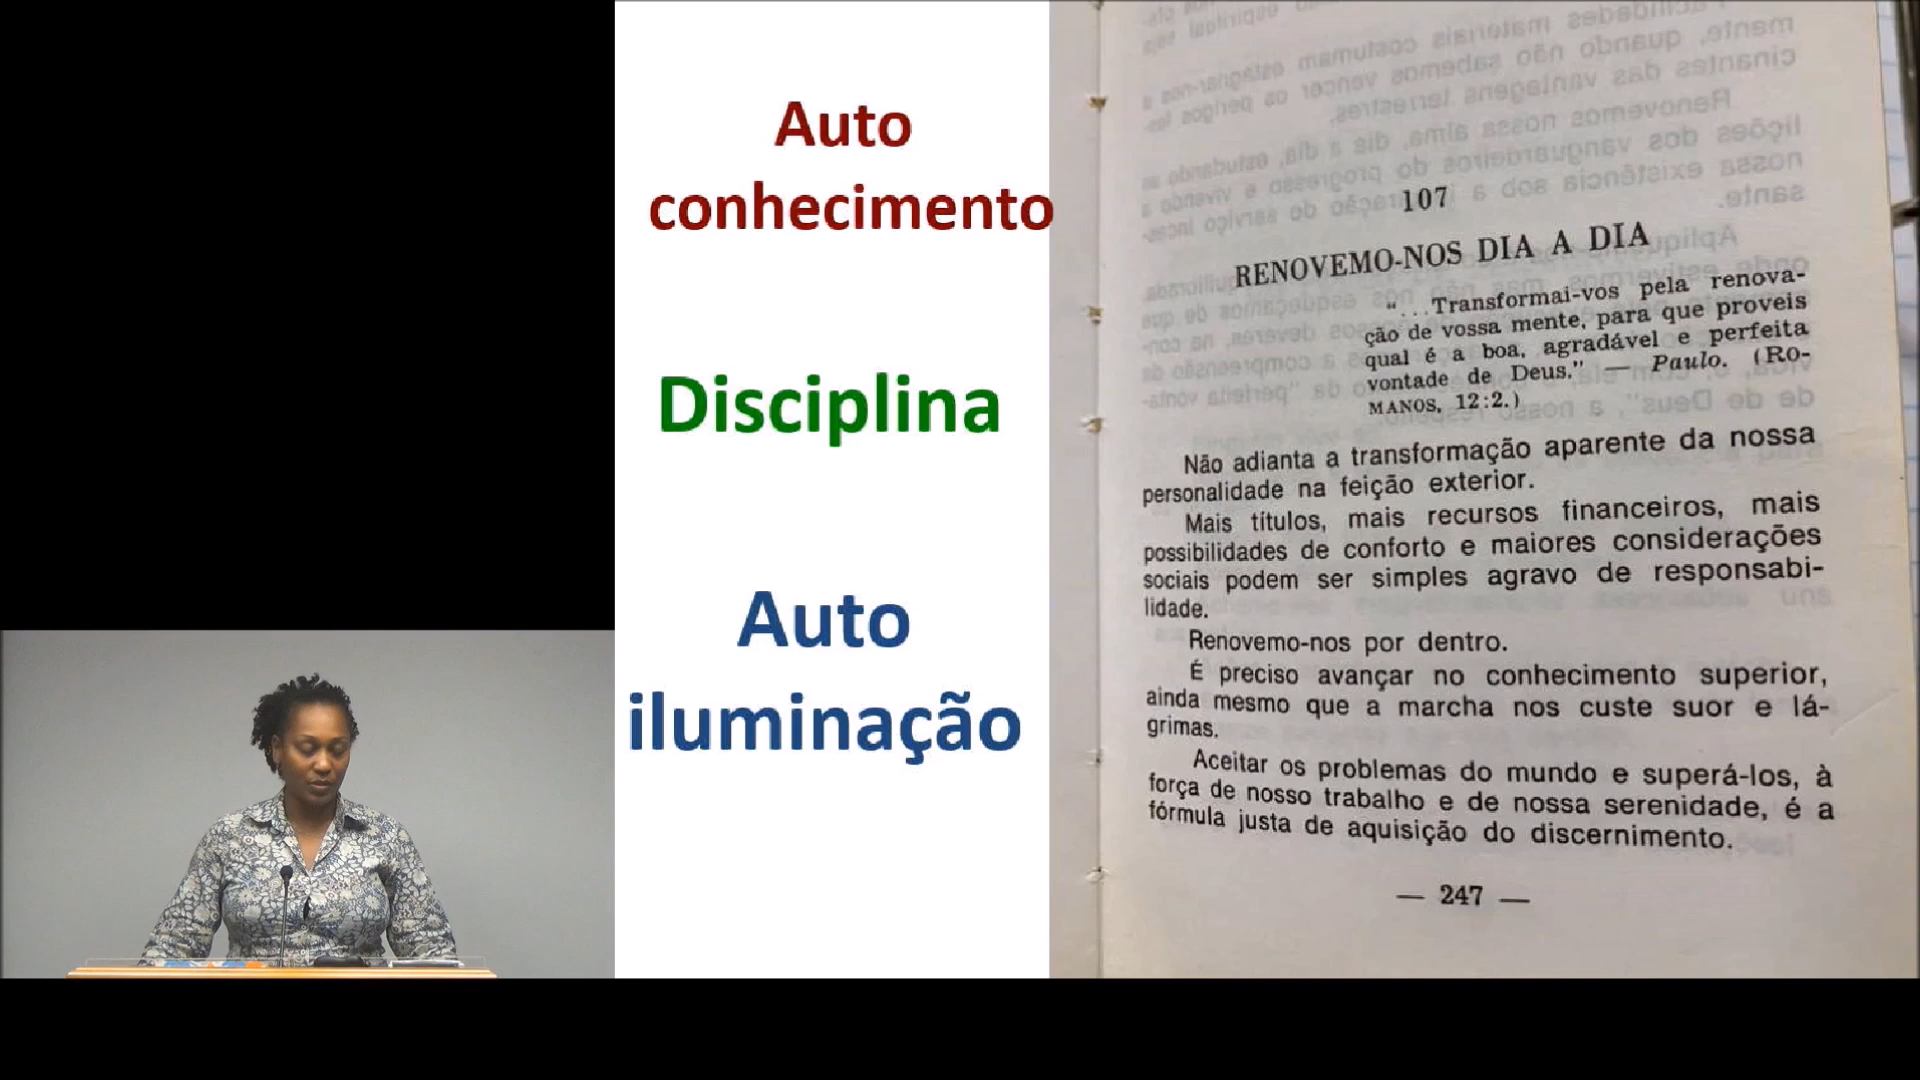 Auto
conhecimento
Disciplina
Auto
iluminação
107
RENOVEMO-NOS DIA A DIA
“...Transformai-vos pela renova-
ção de vossa mente, para que proveis
qual é a boa, agradável e perfeita
vontade de Deus.” — Paulo. (RO-
MANOS, 12:2.)
Não adianta a transformação aparente da nossa
personalidade na feição exterior.
Mais títulos, mais recursos financeiros, mais
possibilidades de conforto e maiores considerações
sociais podem ser simples agravo de responsabi-
lidade.
Renovemo-nos por dentro.
É preciso avançar no conhecimento superior,
ainda mesmo que a marcha nos custe suor e lá-
grimas.
Aceitar os problemas do mundo e superá-los, à
força de nosso trabalho e de nossa serenidade, é a
fórmula justa de aquisição do discernimento.
— 247 —